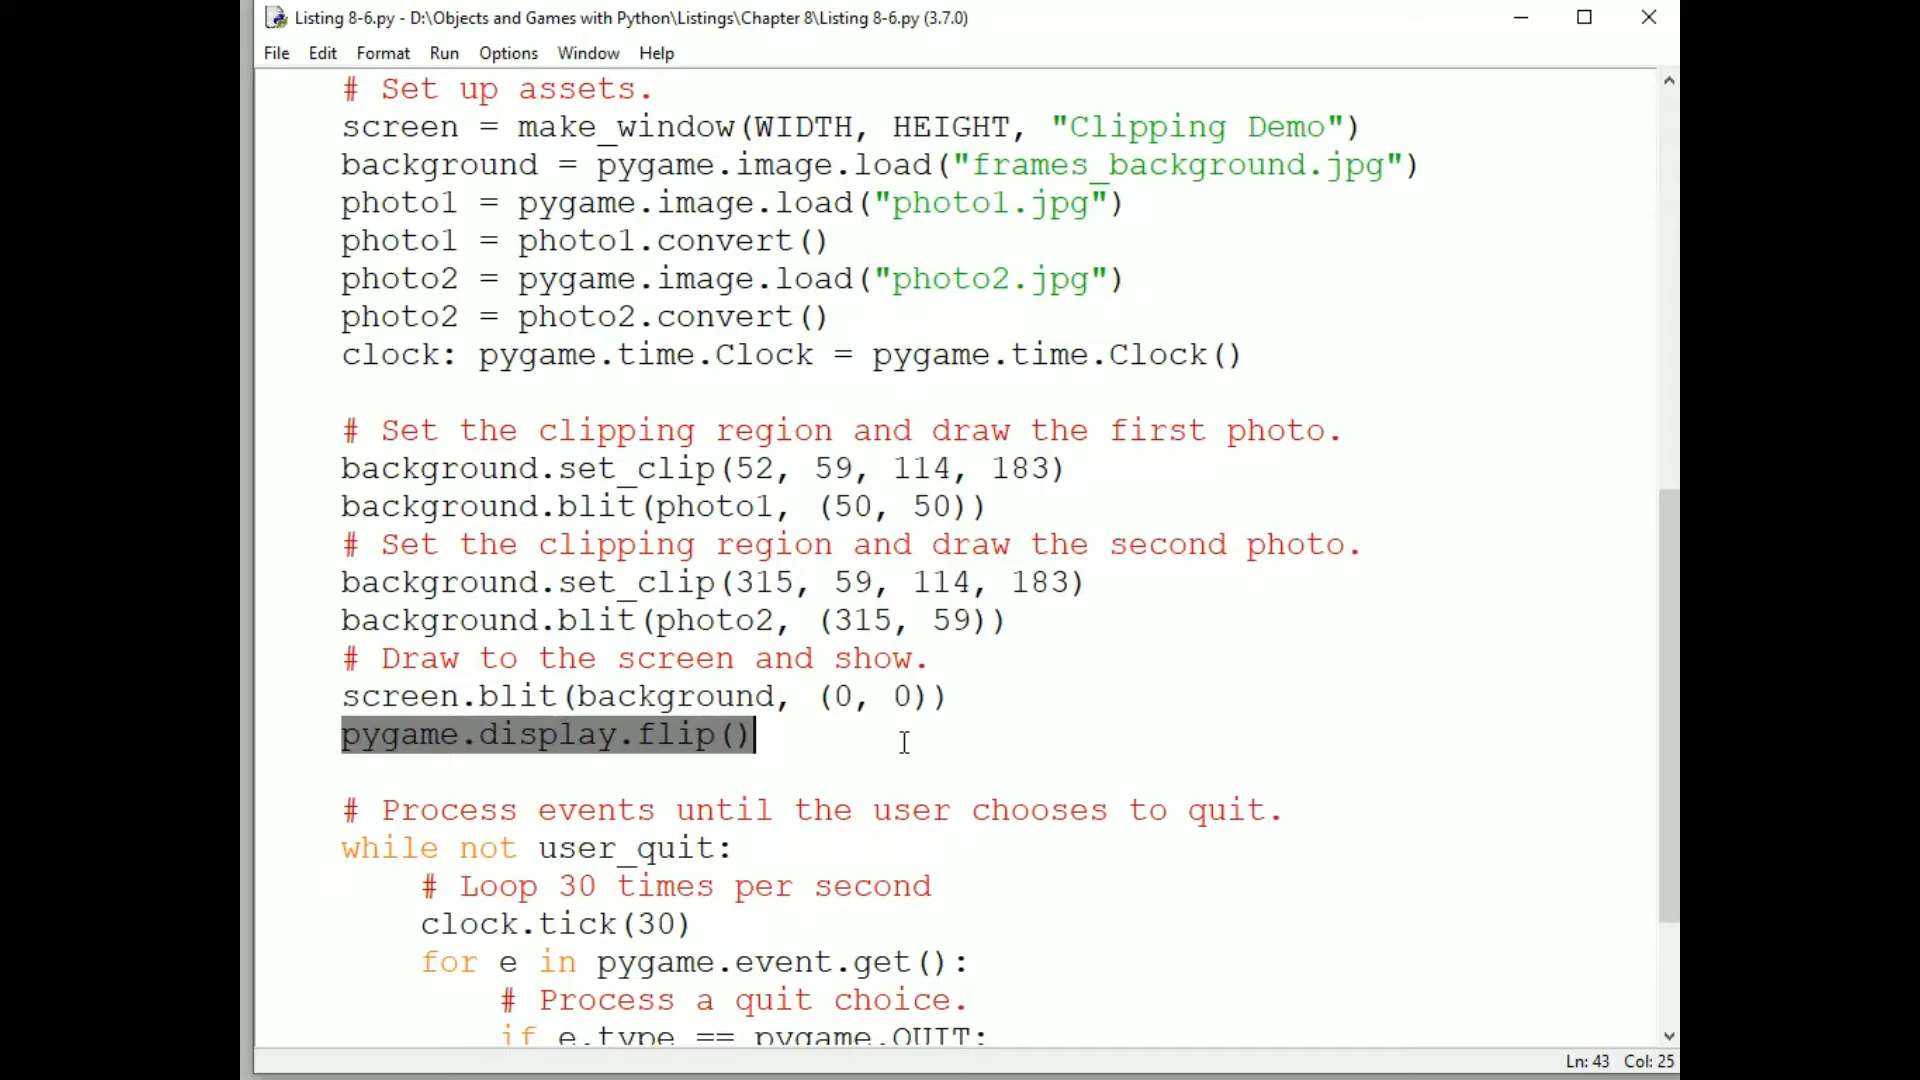 Listing 8-6.py - D:\Objects and Games with Python\Listings\Chapter 8\Listing 8-6.py (3.7.0)
File Edit Format Run Options Window Help
# Set up assets.
screen = make_window(WIDTH, HEIGHT, "Clipping Demo")
background = pygame.image.load("frames_background.jpg")
photo1 = pygame.image.load("photo1.jpg")
photo1 = photo1.convert()
photo2 = pygame.image.load("photo2.jpg")
photo2 = photo2.convert()
clock: pygame.time.Clock = pygame.time.Clock()
# Set the clipping region and draw the first photo.
background.set_clip(52, 59, 114, 183)
background.blit(photo1, (50, 50))
# Set the clipping region and draw the second photo.
background.set_clip(315, 59, 114, 183)
background.blit(photo2, (315, 59))
# Draw to the screen and show.
screen.blit(background, (0, 0))
pygame.display.flip()
# Process events until the user chooses to quit.
while not user_quit:
# Loop 30 times per second
clock.tick(30)
for e in pygame.event.get():
# Process a quit choice.
if e.type == pygame.QUIT:
Ln: 43 Col: 25